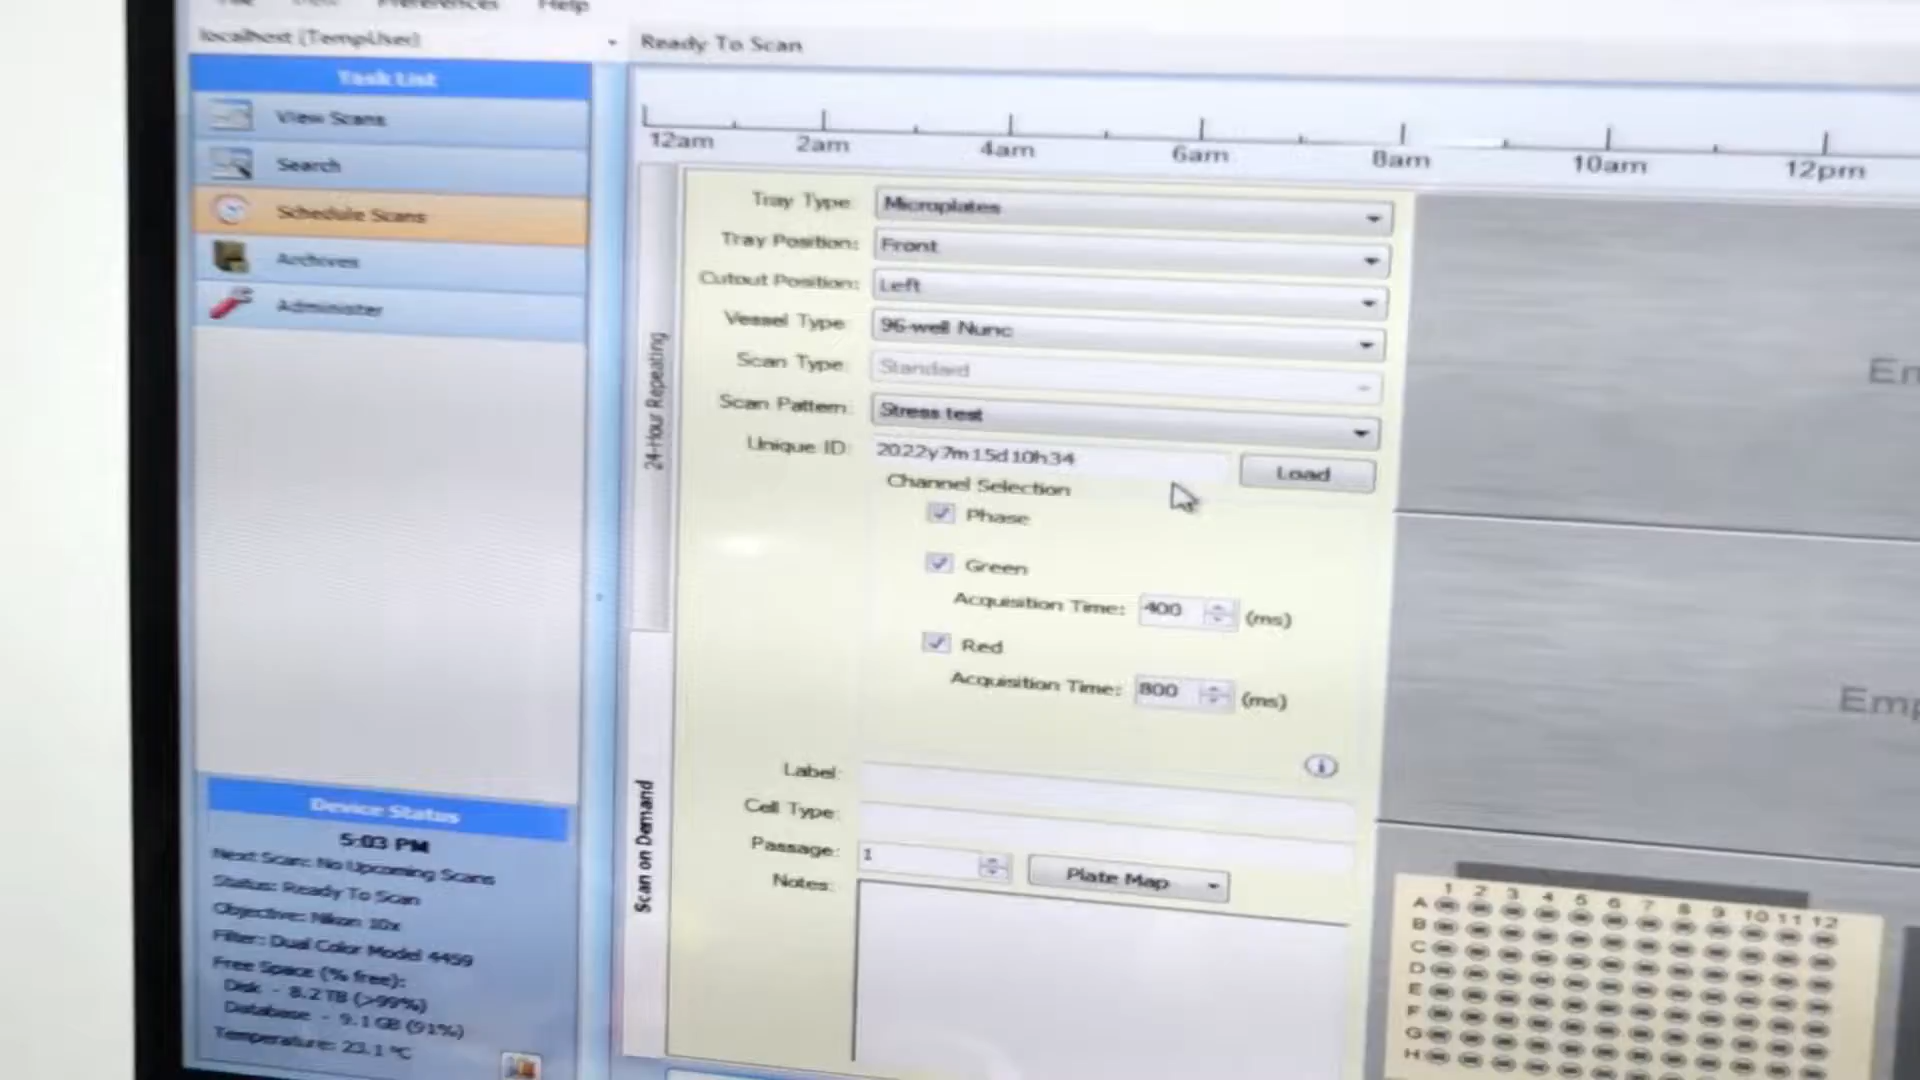 File View Preferences Help
localhost (TempUser)
Ready To Scan
Task List
View Scans
Search
Schedule Scans
Archives
Administer
12am 2am 4am 6am 8am 10am 12pm
24-Hour Repeating
Scan on Demand
Tray Type: Microplates
Tray Position: Front
Cutout Position: Left
Vessel Type 96-well Nunc
Scan Type: Standard
Scan Pattern: Stress test
Unique ID: 2022y7m15d10h34 Load
Channel Selection
Phase
Green
Acquisition Time: 400 (ms)
Red
Acquisition Time: 800 (ms)
Label:
Cell Type:
Passage: 1 Plate Map
Notes:
Em
Emp
1 2 3 4 5 6 7 8 9 10 11 12
A
B
C
D
E
F
G
H
Device Status
5:03 PM
Next Scan: No Upcoming Scans
Status: Ready To Scan
Objective: Nikon 10x
Filter: Dual Color Model 4459
Free Space (% free):
Disk - 8.2 TB (>99%)
Database - 9.1 GB (91%)
Temperature: 23.1 °C